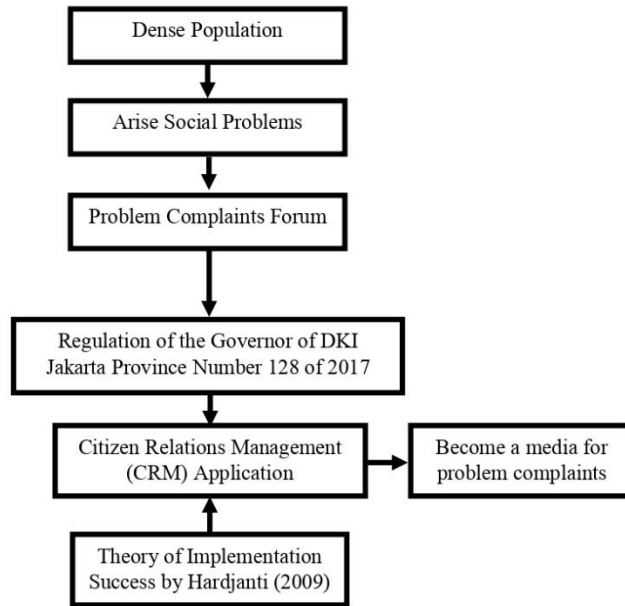 Dense Population
Arise Social Problems
Problem Complaints Forum
Regulation of the Governor of DKI
Jakarta Province Number 128 of 2017
Citizen Relations Management
(CRM) Application
Become a media for
problem complaints
Theory of Implementation
Success by Hardjanti (2009)